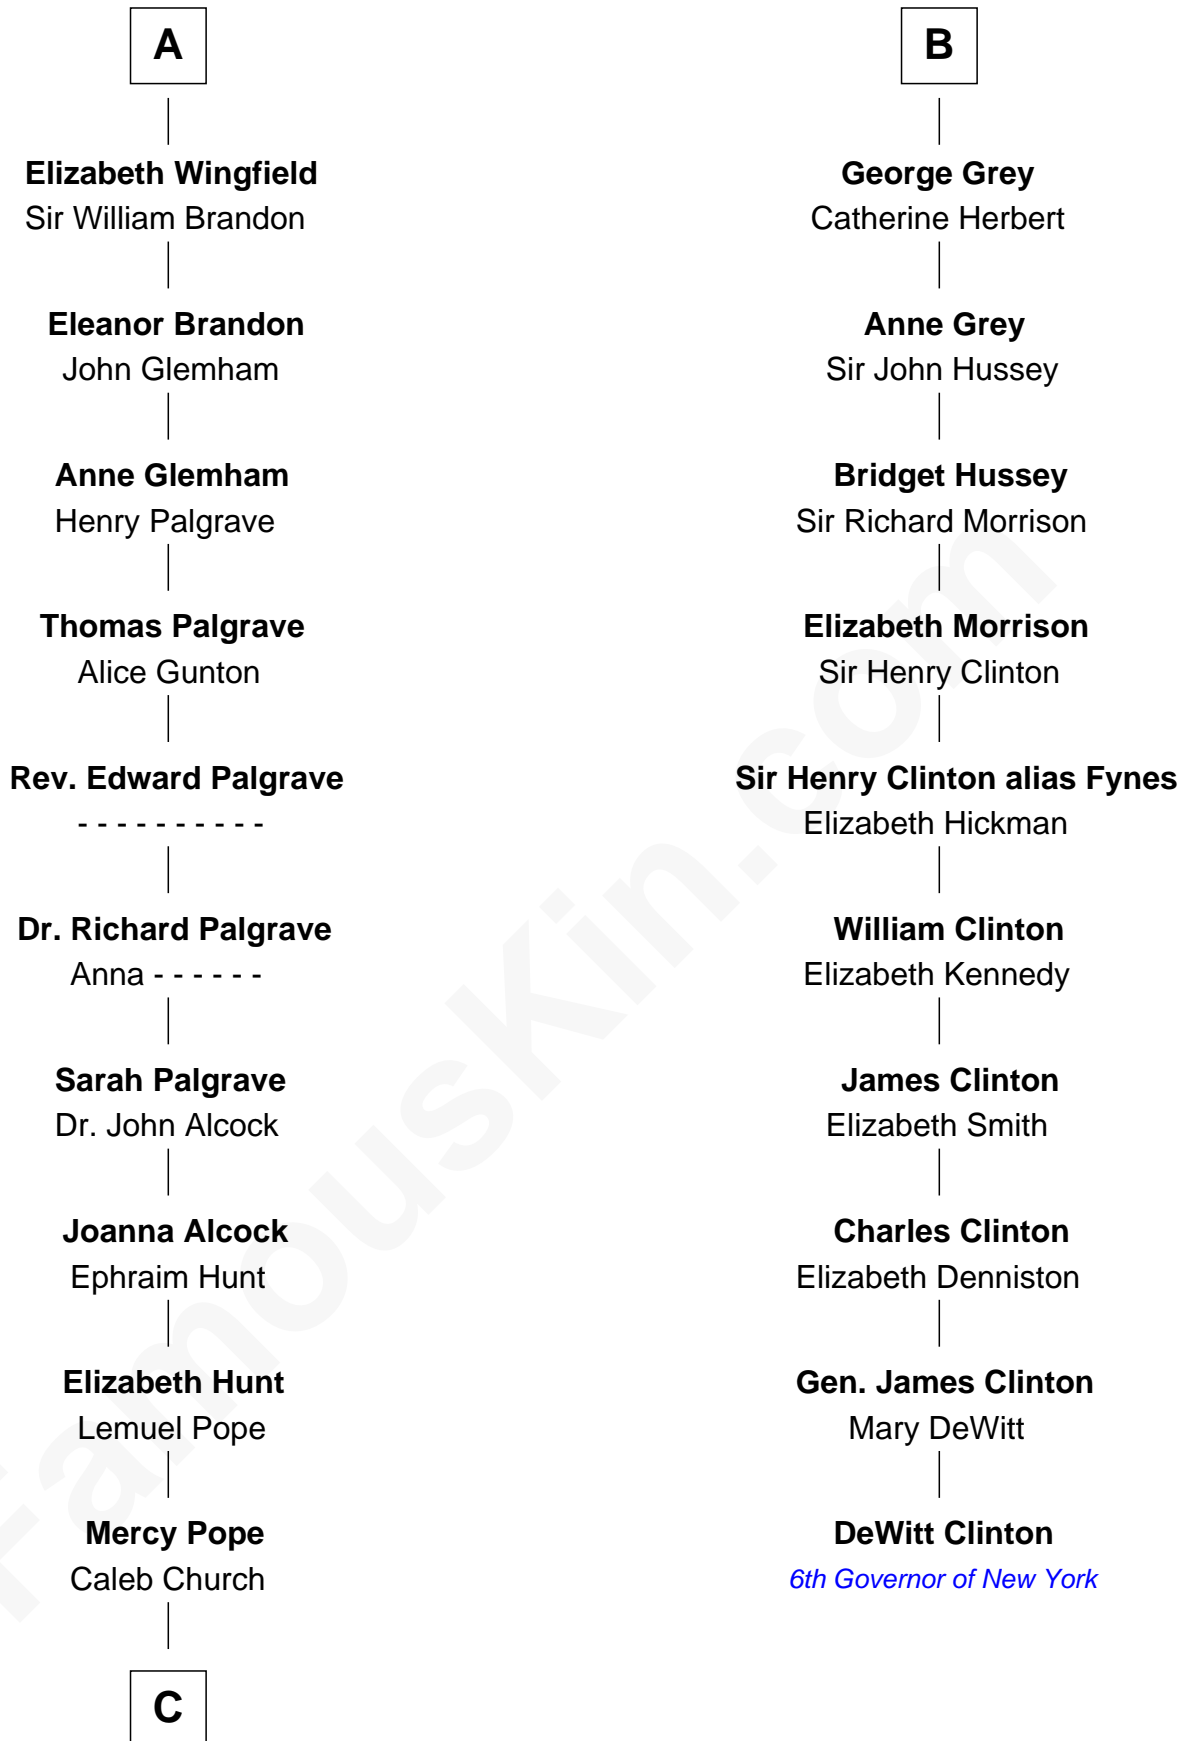 A
Elizabeth Wingfield
Sir William Brandon
Eleanor Brandon
John Glemham
Anne Glemham
Henry Palgrave
Thomas Palgrave
Alice Gunton
Rev. Edward Palgrave
- - - - - - - - - -
Dr. Richard Palgrave
Anna - - - - - -
Sarah Palgrave
Dr. John Alcock
Joanna Alcock
Ephraim Hunt
Elizabeth Hunt
Lemuel Pope
Mercy Pope
Caleb Church
C
B
George Grey
Catherine Herbert
Anne Grey
Sir John Hussey
Bridget Hussey
Sir Richard Morrison
Elizabeth Morrison
Sir Henry Clinton
Sir Henry Clinton alias Fynes
Elizabeth Hickman
William Clinton
Elizabeth Kennedy
James Clinton
Elizabeth Smith
Charles Clinton
Elizabeth Denniston
Gen. James Clinton
Mary DeWitt
DeWitt Clinton
6th Governor of New York
FamousKin.com